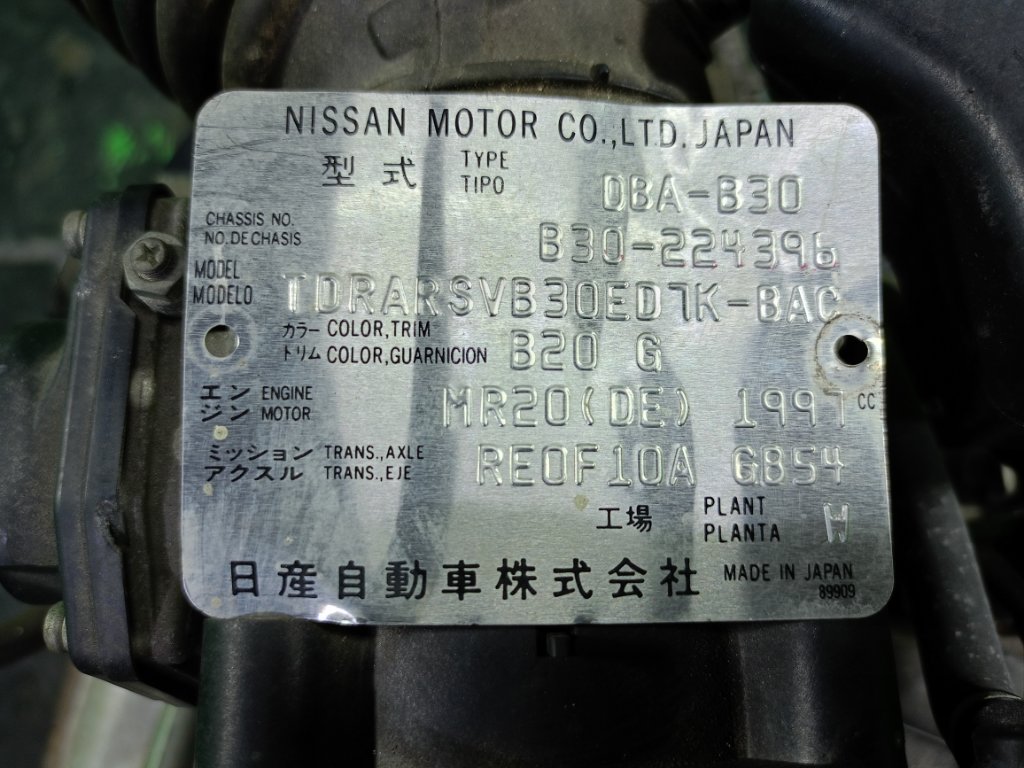 NISSAN MOTOR CO.,LTD. JAPAN
型式 TYPE TIPO DBA-B30
CHASSIS NO. NO.DE CHASIS B30-224396
MODEL MODELO TDRARSVB30ED7K-BAC
カラー COLOR,TRIM
トリム COLOR,GUARNICION B20 G
エン ENGINE
ジン MOTOR MR20(DE) 1997 CC
ミッション TRANS.,AXLE
アクスル TRANS.,EJE RE0F10A G854
工場 PLANT PLANTA W
日産自動車株式会社 MADE IN JAPAN
89909